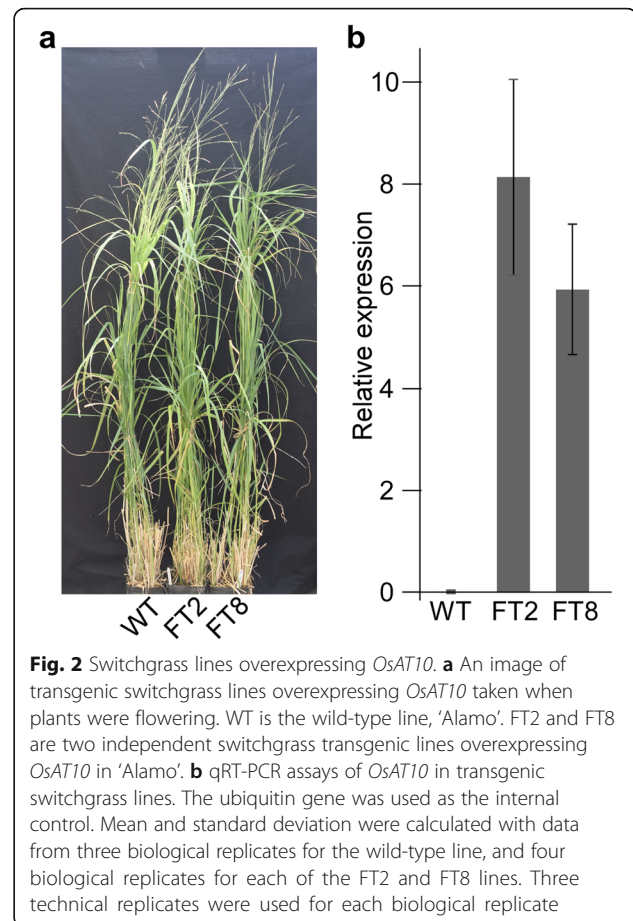 a
b
10
8
6
4
2
0
Relative expression
WT FT2 FT8
WT FT2 FT8
Fig. 2 Switchgrass lines overexpressing OsAT10. a An image of
transgenic switchgrass lines overexpressing OsAT10 taken when
plants were flowering. WT is the wild-type line, ‘Alamo’. FT2 and FT8
are two independent switchgrass transgenic lines overexpressing
OsAT10 in ‘Alamo’. b qRT-PCR assays of OsAT10 in transgenic
switchgrass lines. The ubiquitin gene was used as the internal
control. Mean and standard deviation were calculated with data
from three biological replicates for the wild-type line, and four
biological replicates for each of the FT2 and FT8 lines. Three
technical replicates were used for each biological replicate